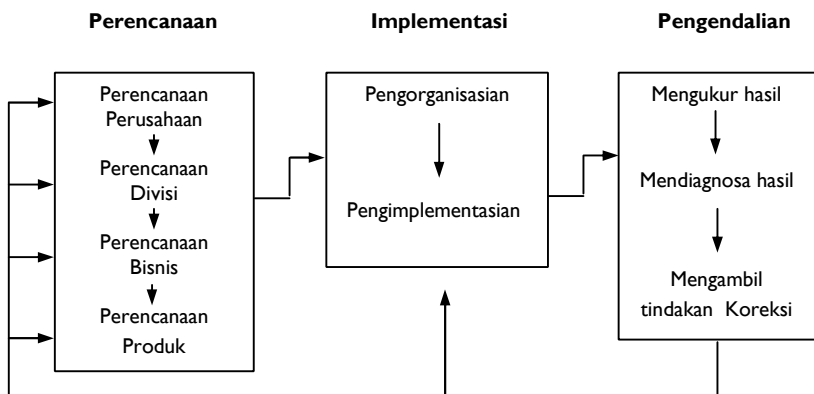 Perencanaan
Implementasi
Pengendalian
Perencanaan
Perusahaan
Perencanaan
Divisi
Perencanaan
Bisnis
Perencanaan
Produk
Pengorganisasian
Pengimplementasian
Mengukur hasil
Mendiagnosa hasil
Mengambil
tindakan Koreksi